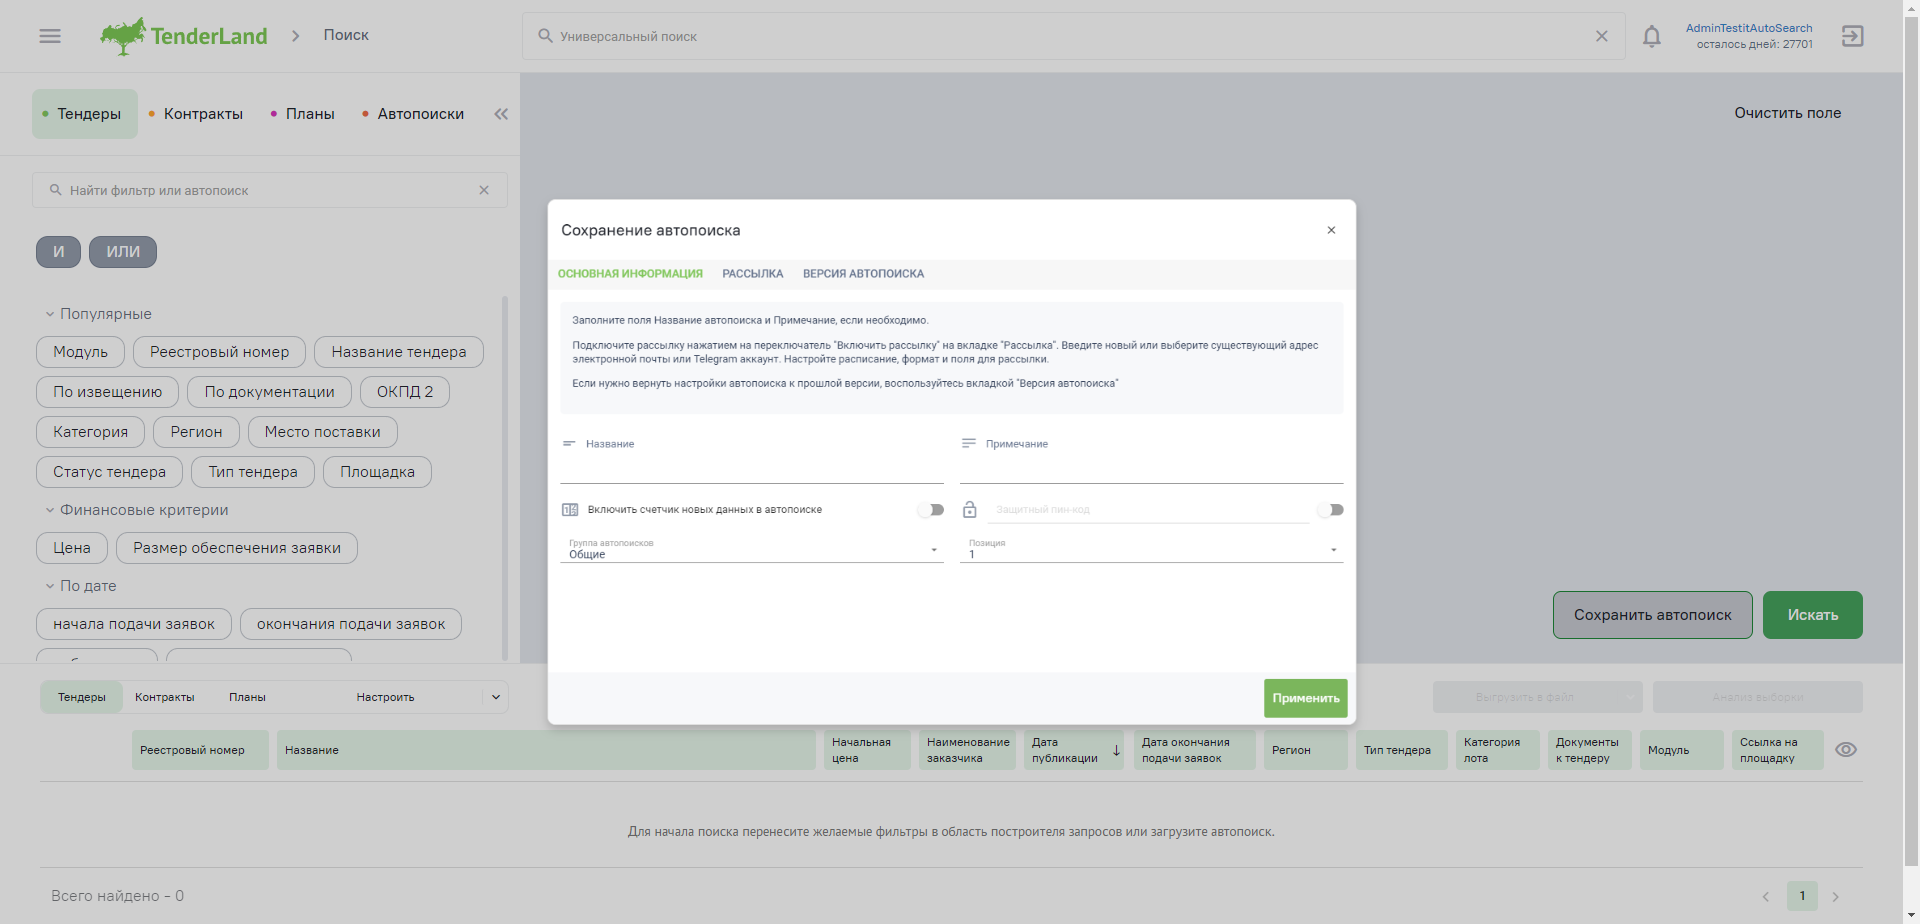 TenderLand
Поиск
Универсальный поиск
AdminTestitAutoSearch
осталось дней: 27701
Тендеры
Контракты
Планы
Автопоиски
Очистить поле
Найти фильтр или автопоиск
И
ИЛИ
Популярные
Модуль
Реестровый номер
Название тендера
По извещению
По документации
ОКПД 2
Категория
Регион
Место поставки
Статус тендера
Тип тендера
Площадка
Финансовые критерии
Цена
Размер обеспечения заявки
По дате
начала подачи заявок
окончания подачи заявок
Сохранение автопоиска
ОСНОВНАЯ ИНФОРМАЦИЯ
РАССЫЛКА
ВЕРСИЯ АВТОПОИСКА
Заполните поля Название автопоиска и Примечание, если необходимо.
Подключите рассылку нажатием на переключатель "Включить рассылку" на вкладке "Рассылка". Введите новый или выберите существующий адрес
электронной почты или Telegram аккаунт. Настройте расписание, формат и поля для рассылки.
Если нужно вернуть настройки автопоиска к прошлой версии, воспользуйтесь вкладкой "Версия автопоиска"
Название
Примечание
Включить счетчик новых данных в автопоиске
Защитный пин-код
Группа автопоисков
Общие
Позиция
1
Применить
Сохранить автопоиск
Искать
Тендеры
Контракты
Планы
Настроить
Выгрузить в файл
Анализ выборки
Реестровый номер
Название
Начальная
цена
Наименование
заказчика
Дата
публикации
Дата окончания
подачи заявок
Регион
Тип тендера
Категория
лота
Документы
к тендеру
Модуль
Ссылка на
площадку
Для начала поиска перенесите желаемые фильтры в область построителя запросов или загрузите автопоиск.
Всего найдено - 0
1